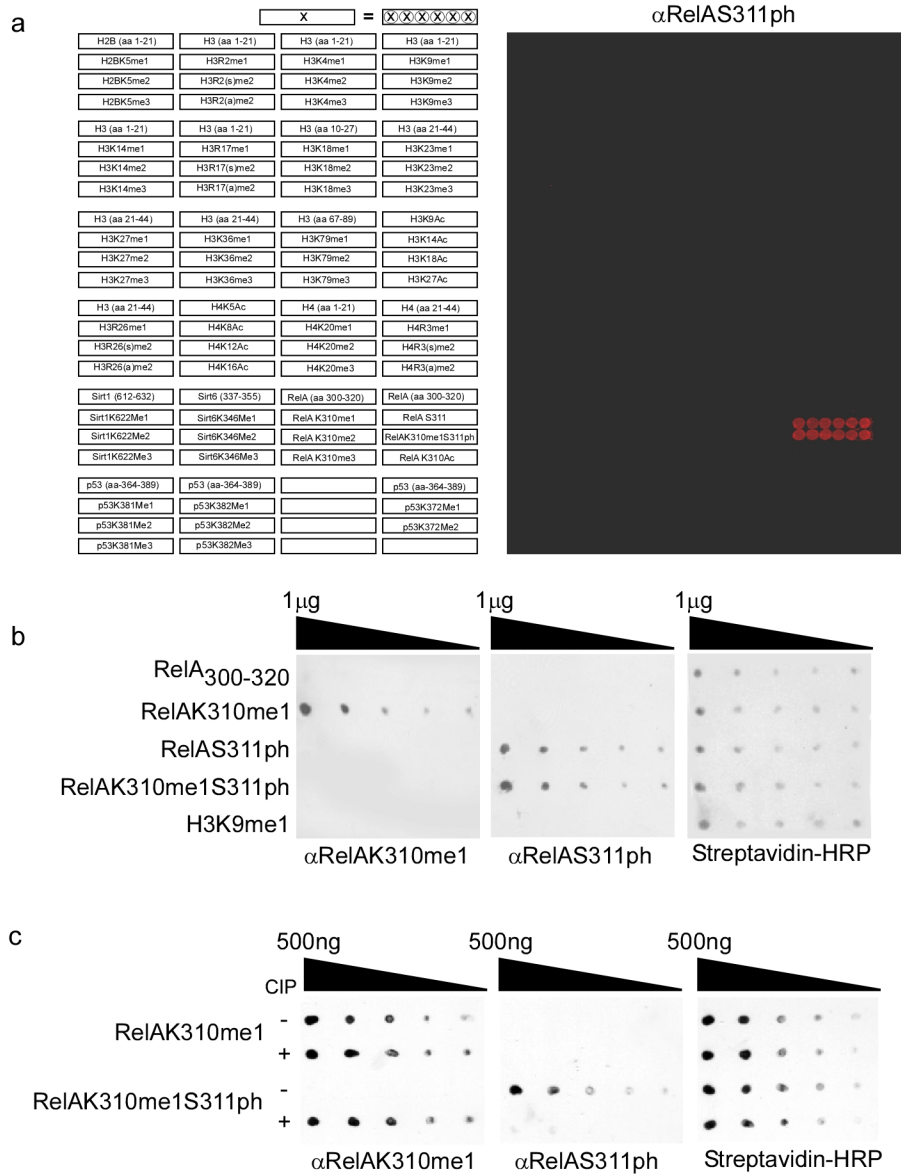 a
X = XXXXXX
αRelAS311ph
H2B (aa 1-21) H3 (aa 1-21) H3 (aa 1-21) H3 (aa 1-21)
H2BK5me1 H3R2me1 H3K4me1 H3K9me1
H2BK5me2 H3R2(s)me2 H3K4me2 H3K9me2
H2BK5me3 H3R2(a)me2 H3K4me3 H3K9me3
H3 (aa 1-21) H3 (aa 1-21) H3 (aa 10-27) H3 (aa 21-44)
H3K14me1 H3R17me1 H3K18me1 H3K23me1
H3K14me2 H3R17(s)me2 H3K18me2 H3K23me2
H3K14me3 H3R17(a)me2 H3K18me3 H3K23me3
H3 (aa 21-44) H3 (aa 21-44) H3 (aa 67-89) H3K9Ac
H3K27me1 H3K36me1 H3K79me1 H3K14Ac
H3K27me2 H3K36me2 H3K79me2 H3K18Ac
H3K27me3 H3K36me3 H3K79me3 H3K27Ac
H3 (aa 21-44) H4K5Ac H4 (aa 1-21) H4 (aa 21-44)
H3R26me1 H4K8Ac H4K20me1 H4R3me1
H3R26(s)me2 H4K12Ac H4K20me2 H4R3(s)me2
H3R26(a)me2 H4K16Ac H4K20me3 H4R3(a)me2
Sirt1 (612-632) Sirt6 (337-355) RelA (aa 300-320) RelA (aa 300-320)
Sirt1K622Me1 Sirt6K346Me1 RelA K310me1 RelA S311
Sirt1K622Me2 Sirt6K346Me2 RelA K310me2 RelAK310me1S311ph
Sirt1K622Me3 Sirt6K346Me3 RelA K310me3 RelA K310Ac
p53 (aa-364-389) p53 (aa-364-389) p53 (aa-364-389)
p53K381Me1 p53K382Me1 p53K372Me1
p53K381Me2 p53K382Me2 p53K372Me2
p53K381Me3 p53K382Me3
b
1μg 1μg 1μg
RelA300-320
RelAK310me1
RelAS311ph
RelAK310me1S311ph
H3K9me1
αRelAK310me1 αRelAS311ph Streptavidin-HRP
c
500ng 500ng 500ng
CIP
RelAK310me1 - +
RelAK310me1S311ph - +
αRelAK310me1 αRelAS311ph Streptavidin-HRP